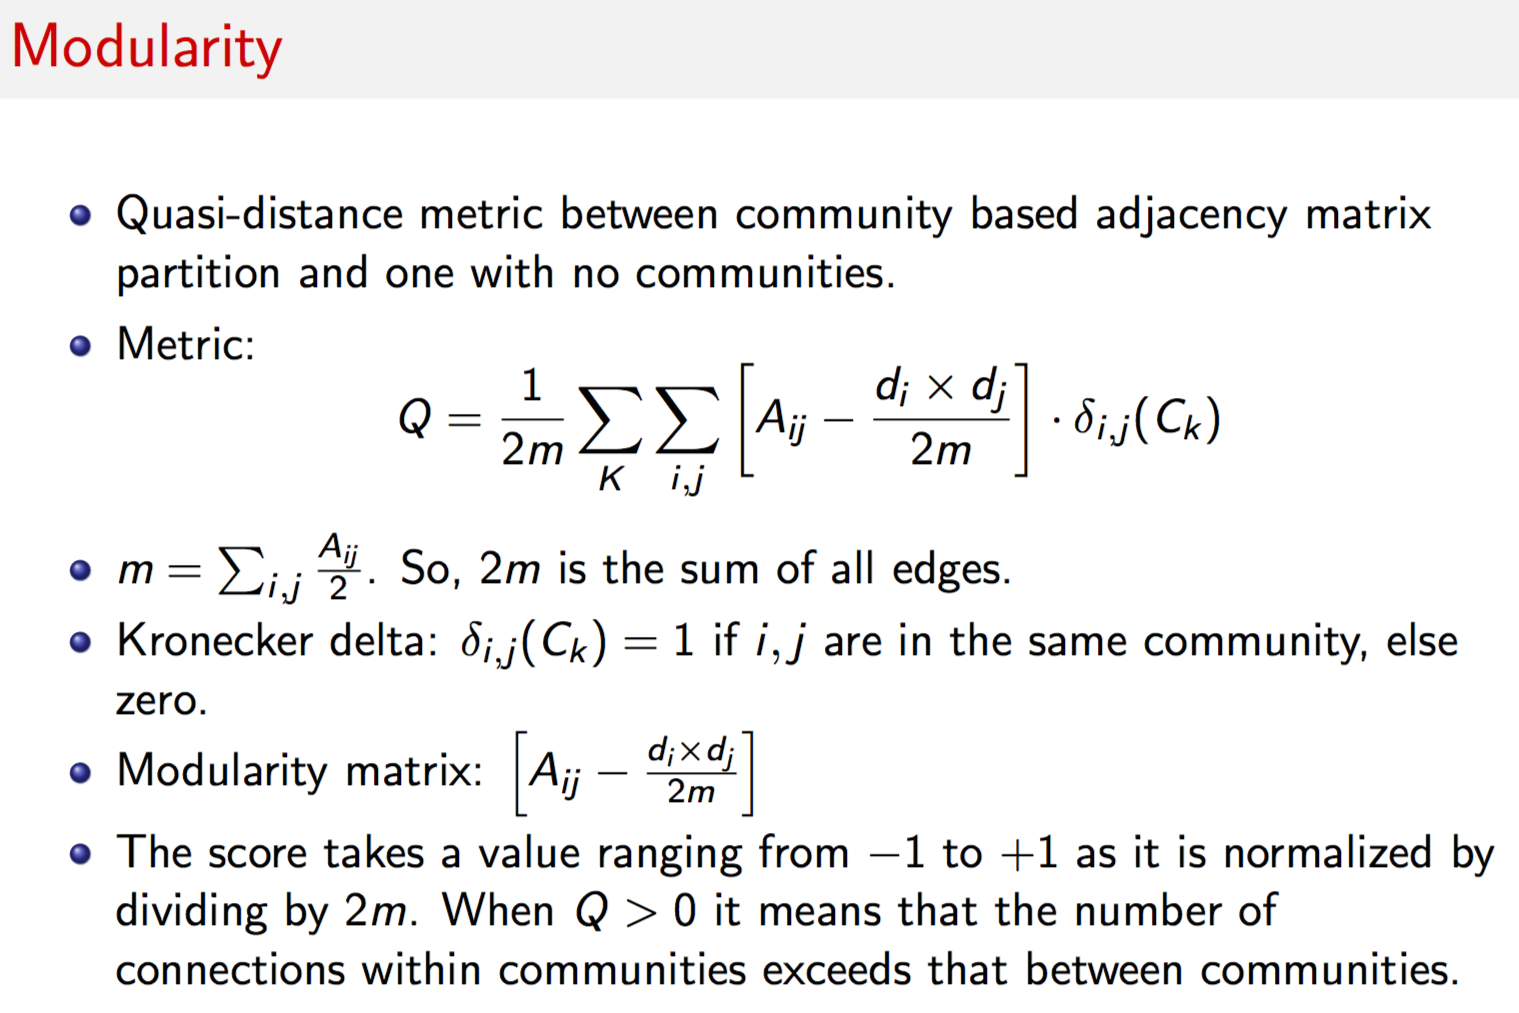 Modularity
Quasi-distance metric between community based adjacency matrix
partition and one with no communities.
Metric:
Q = \frac{1}{2m} \sum_{K} \sum_{i,j} \left[ A_{ij} - \frac{d_i \times d_j}{2m} \right] \cdot \delta_{i,j}(C_k)
m = \sum_{i,j} \frac{A_{ij}}{2}. So, 2m is the sum of all edges.
Kronecker delta: \delta_{i,j}(C_k) = 1 if i, j are in the same community, else
zero.
Modularity matrix: \left[ A_{ij} - \frac{d_i \times d_j}{2m} \right]
The score takes a value ranging from −1 to +1 as it is normalized by
dividing by 2m. When Q > 0 it means that the number of
connections within communities exceeds that between communities.